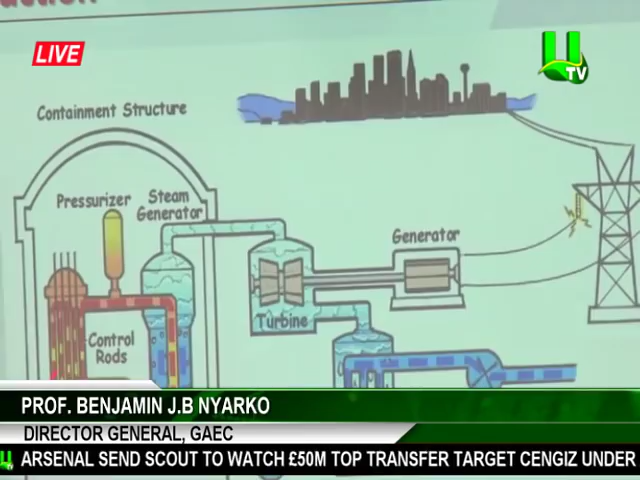 LIVE
U
TV
Containment Structure
Pressurizer
Steam
Generator
Generator
Turbine
Control
Rods
PROF. BENJAMIN J.B NYARKO
DIRECTOR GENERAL, GAEC
ARSENAL SEND SCOUT TO WATCH £50M TOP TRANSFER TARGET CENGIZ UNDER